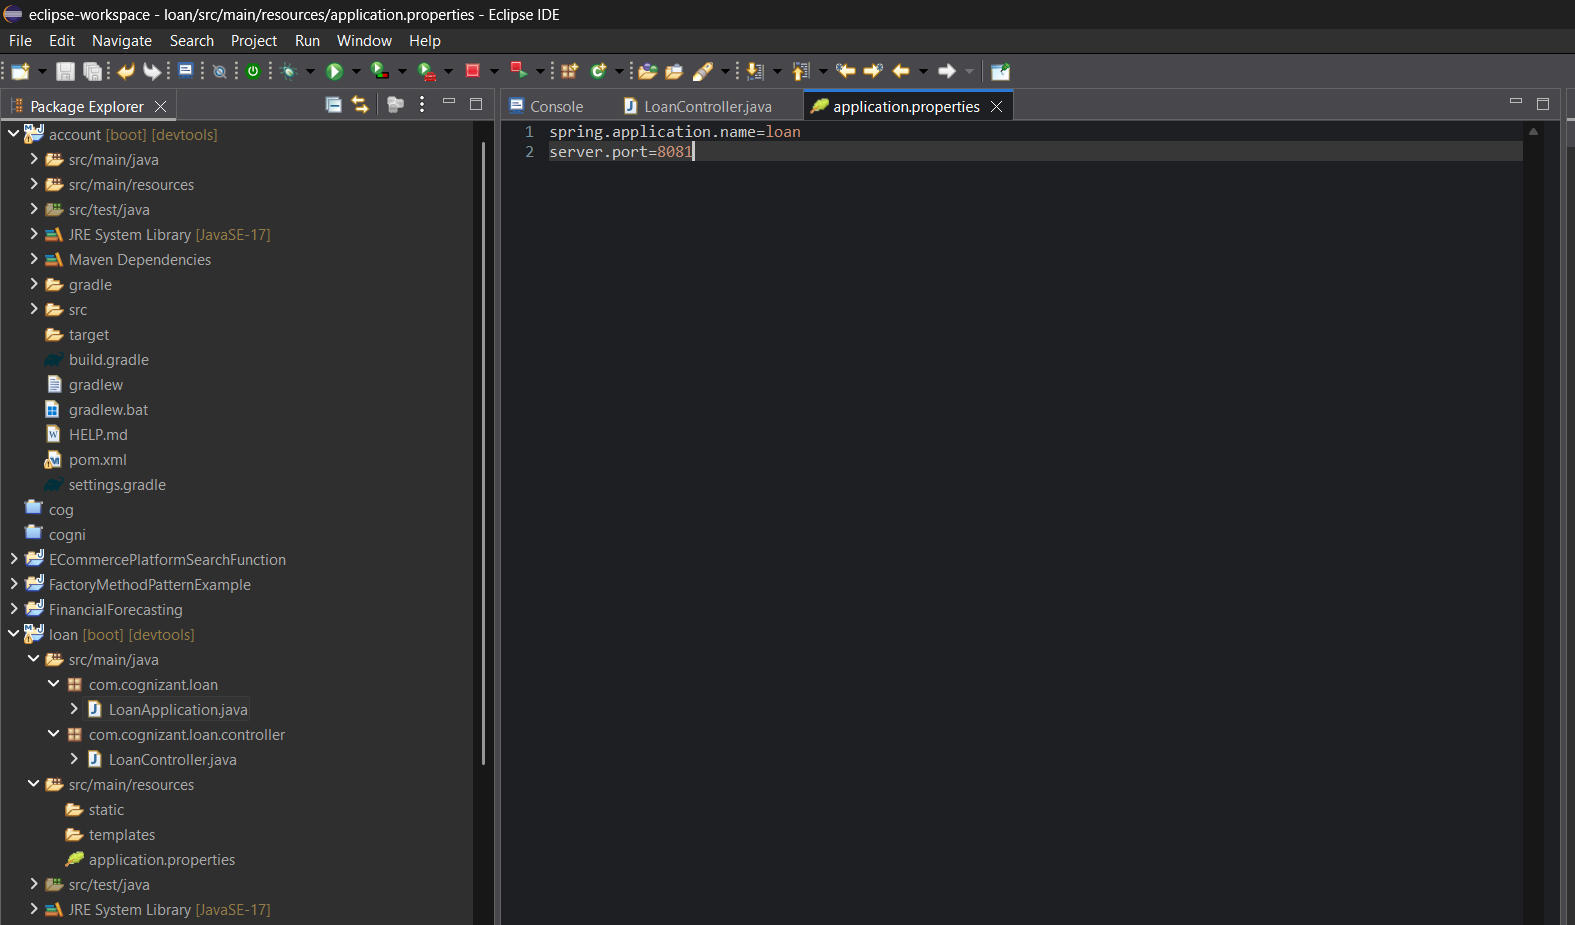 eclipse-workspace - loan/src/main/resources/application.properties - Eclipse IDE
File Edit Navigate Search Project Run Window Help
Package Explorer
Console LoanController.java application.properties
account [boot] [devtools]
src/main/java
src/main/resources
src/test/java
JRE System Library [JavaSE-17]
Maven Dependencies
gradle
src
target
build.gradle
gradlew
gradlew.bat
HELP.md
pom.xml
settings.gradle
cog
cogni
ECommercePlatformSearchFunction
FactoryMethodPatternExample
FinancialForecasting
loan [boot] [devtools]
src/main/java
com.cognizant.loan
LoanApplication.java
com.cognizant.loan.controller
LoanController.java
src/main/resources
static
templates
application.properties
src/test/java
JRE System Library [JavaSE-17]
1 spring.application.name=loan
2 server.port=8081